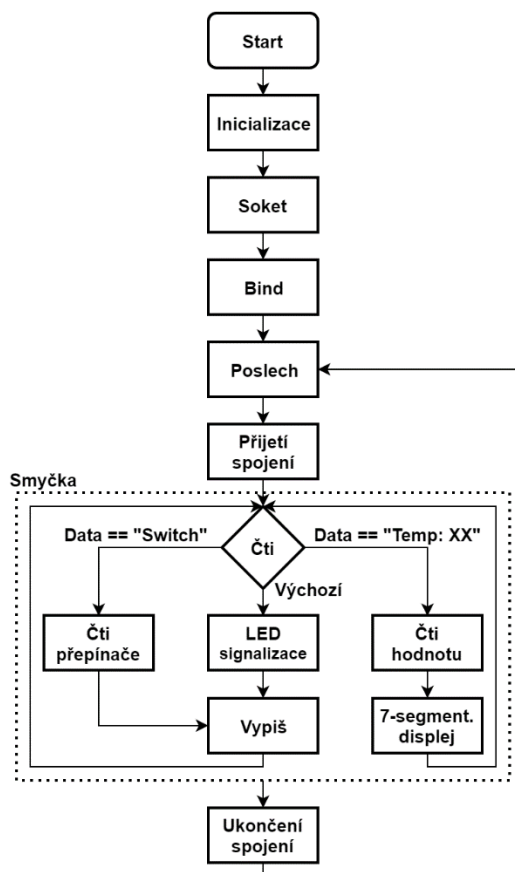 Start
Inicializace
Soket
Bind
Poslech
Přijetí
spojení
Smyčka
Data == "Switch"
Čti
Data == "Temp: XX"
Výchozí
Čti
přepínače
LED
signalizace
Čti
hodnotu
Vypiš
7-segment.
displej
Ukončení
spojení